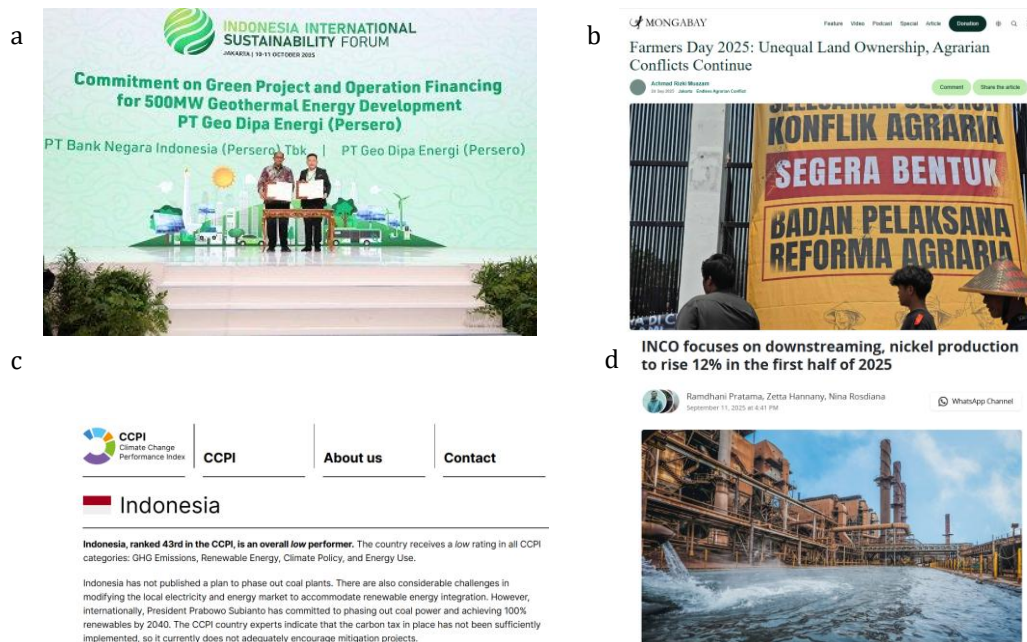 a
INDONESIA INTERNATIONAL
SUSTAINABILITY FORUM
JAKARTA | 10-11 OCTOBER 2025
Commitment on Green Project and Operation Financing
for 500MW Geothermal Energy Development
PT Geo Dipa Energi (Persero)
PT Bank Negara Indonesia (Persero) Tbk | PT Geo Dipa Energi (Persero)
b
MONGABAY
Feature Video Podcast Special Article Donation
Farmers Day 2025: Unequal Land Ownership, Agrarian
Conflicts Continue
Achmad Rizki Muazam
Jakarta Endless Agrarian Conflict
Comment Share the article
SELESAIKAN SELURUH
KONFLIK AGRARIA
SEGERA BENTUK
BADAN PELAKSANA
REFORMA AGRARIA
c
CCPI
Climate Change
Performance Index
CCPI About us Contact
Indonesia
Indonesia, ranked 43rd in the CCPI, is an overall low performer. The country receives a low rating in all CCPI
categories: GHG Emissions, Renewable Energy, Climate Policy, and Energy Use.
Indonesia has not published a plan to phase out coal plants. There are also considerable challenges in
modifying the local electricity and energy market to accommodate renewable energy integration. However,
internationally, President Prabowo Subianto has committed to phasing out coal power and achieving 100%
renewables by 2040. The CCPI country experts indicate that the carbon tax in place has not been sufficiently
implemented, so it currently does not adequately encourage mitigation projects.
d
INCO focuses on downstreaming, nickel production
to rise 12% in the first half of 2025
Ramdhani Pratama, Zetta Hannany, Nina Rosdiana
September 11, 2025 at 4:41 PM
WhatsApp Channel